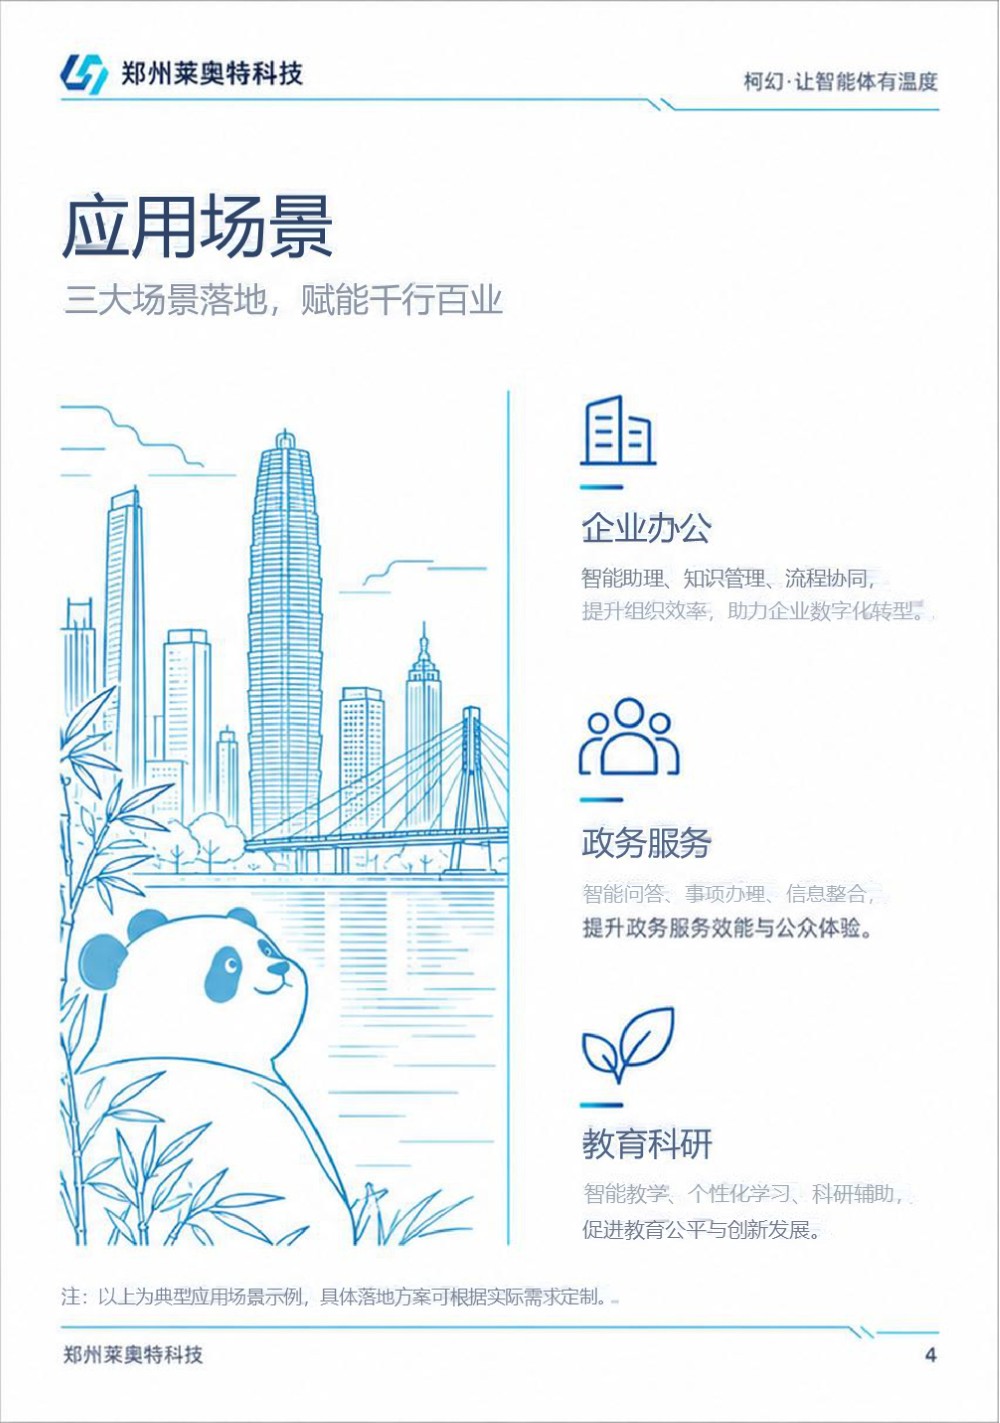 郑州莱奥特科技
柯幻·让智能体有温度
应用场景
三大场景落地，赋能千行百业
企业办公
智能助理、知识管理、流程协同，
提升组织效率，助力企业数字化转型。
政务服务
智能问答、事项办理、信息整合，
提升政务服务效能与公众体验。
教育科研
智能教学、个性化学习、科研辅助，
促进教育公平与创新发展。
注：以上为典型应用场景示例，具体落地方案可根据实际需求定制。
郑州莱奥特科技
4